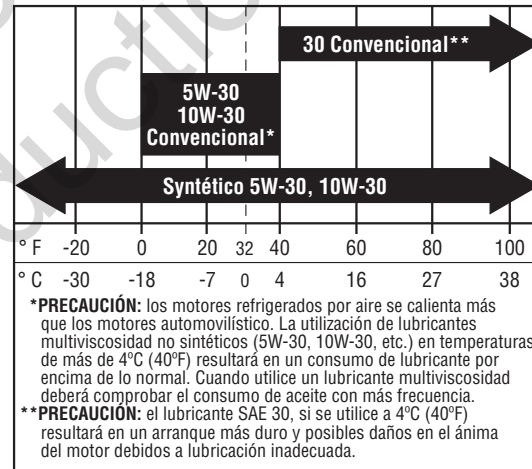 30 Convencional**
5W-30
10W-30
Convencional*
Syntético 5W-30, 10W-30
° F -20 0 20 32 40 60 80 100
° C -30 -18 -7 0 4 16 27 38
*PRECAUCIÓN: los motores refrigerados por aire se calienta más
que los motores automovilístico. La utilización de lubricantes
multiviscosidad no sintéticos (5W-30, 10W-30, etc.) en temperaturas
de más de 4ºC (40ºF) resultará en un consumo de lubricante por
encima de lo normal. Cuando utilice un lubricante multiviscosidad
deberá comprobar el consumo de aceite con más frecuencia.
**PRECAUCIÓN: el lubricante SAE 30, si se utilice a 4ºC (40ºF)
resultará en un arranque más duro y posibles daños en el ánima
del motor debidos a lubricación inadecuada.